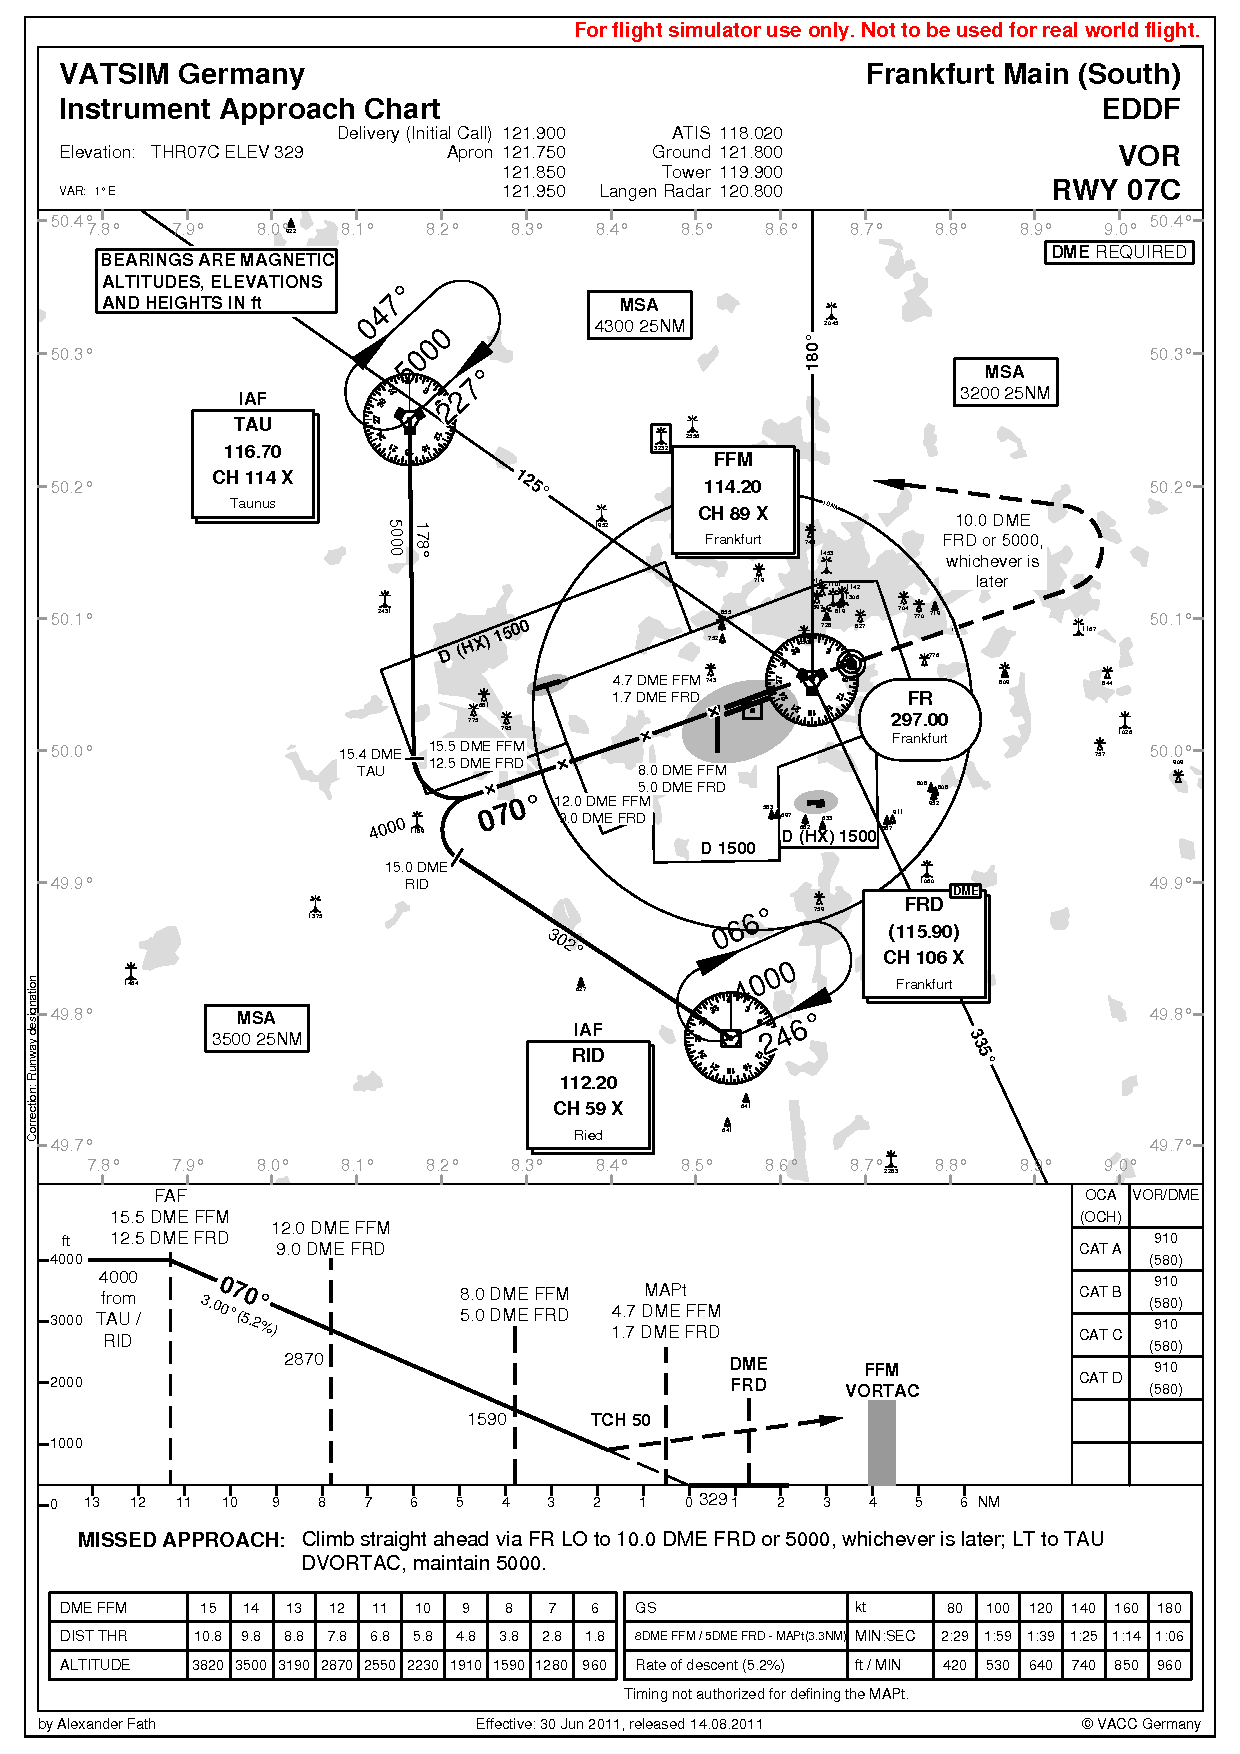 For flight simulator use only. Not to be used for real world flight.
VATSIM Germany
Instrument Approach Chart
Frankfurt Main (South)
EDDF
VOR
RWY 07C
Elevation: THR07C ELEV 329
VAR: 1° E
Delivery (Initial Call) 121.900
Apron 121.750
121.850
121.950
ATIS 118.020
Ground 121.800
Tower 119.900
Langen Radar 120.800
50.4° 7.8° 7.9° 8.0° 8.1° 8.2° 8.3° 8.4° 8.5° 8.6° 8.7° 8.8° 8.9° 9.0° 50.4°
BEARINGS ARE MAGNETIC
ALTITUDES, ELEVATIONS
AND HEIGHTS IN ft
DME REQUIRED
MSA
4300 25NM
MSA
3200 25NM
047°
5000
227°
180°
50.3° 50.3°
IAF
TAU
116.70
CH 114 X
Taunus
FFM
114.20
CH 89 X
Frankfurt
125°
50.2° 50.2°
5000
178°
10.0 DME
FRD or 5000,
whichever is
later
50.1° 50.1°
D (HX) 1500
4.7 DME FFM
1.7 DME FRD
FR
297.00
Frankfurt
50.0° 50.0°
15.4 DME
TAU
15.5 DME FFM
12.5 DME FRD
8.0 DME FFM
5.0 DME FRD
12.0 DME FFM
9.0 DME FRD
070°
4000
15.0 DME
RID
D 1500
D (HX) 1500
49.9° 49.9°
302°
066°
4000
246°
DME
FRD
(115.90)
CH 106 X
Frankfurt
335°
49.8° 49.8°
MSA
3500 25NM
IAF
RID
112.20
CH 59 X
Ried
49.7° 49.7°
7.8° 7.9° 8.0° 8.1° 8.2° 8.3° 8.4° 8.5° 8.6° 8.7° 8.8° 8.9° 9.0°
Correction: Runway designation
FAF
15.5 DME FFM
12.5 DME FRD
12.0 DME FFM
9.0 DME FRD
8.0 DME FFM
5.0 DME FRD
MAPt
4.7 DME FFM
1.7 DME FRD
DME
FRD
FFM
VORTAC
ft
4000
3000
2000
1000
0
4000
from
TAU /
RID
070°
3.00° (5.2%)
2870
1590
TCH 50
329
13 12 11 10 9 8 7 6 5 4 3 2 1 0 1 2 3 4 5 6 NM
OCA (OCH) VOR/DME
CAT A 910 (580)
CAT B 910 (580)
CAT C 910 (580)
CAT D 910 (580)
MISSED APPROACH: Climb straight ahead via FR LO to 10.0 DME FRD or 5000, whichever is later; LT to TAU
DVORTAC, maintain 5000.
DME FFM 15 14 13 12 11 10 9 8 7 6
DIST THR 10.8 9.8 8.8 7.8 6.8 5.8 4.8 3.8 2.8 1.8
ALTITUDE 3820 3500 3190 2870 2550 2230 1910 1590 1280 960
GS kt 80 100 120 140 160 180
8DME FFM / 5DME FRD - MAPt(3.3NM) MIN:SEC 2:29 1:59 1:39 1:25 1:14 1:06
Rate of descent (5.2%) ft / MIN 420 530 640 740 850 960
Timing not authorized for defining the MAPt.
by Alexander Fath
Effective: 30 Jun 2011, released 14.08.2011
© VACC Germany